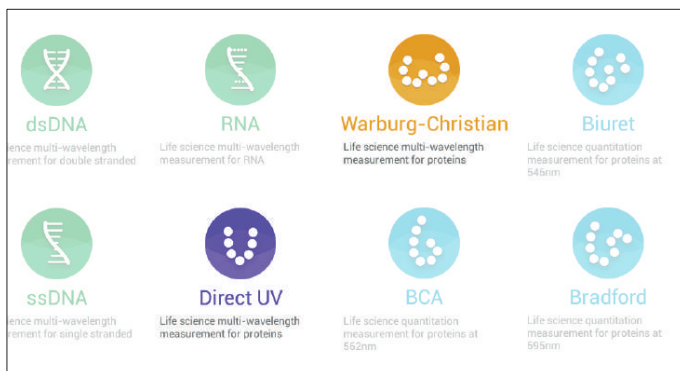 dsDNA
RNA
Warburg-Christian
Biuret
ience multi-wavelength
rement for double stranded
Life science multi-wavelength
measurement for RNA
Life science multi-wavelength
measurement for proteins
Life science quantitation
measurement for proteins at
546nm
ssDNA
Direct UV
BCA
Bradford
ience multi-wavelength
rement for single stranded
Life science multi-wavelength
measurement for proteins
Life science quantitation
measurement for proteins at
562nm
Life science quantitation
measurement for proteins at
595nm